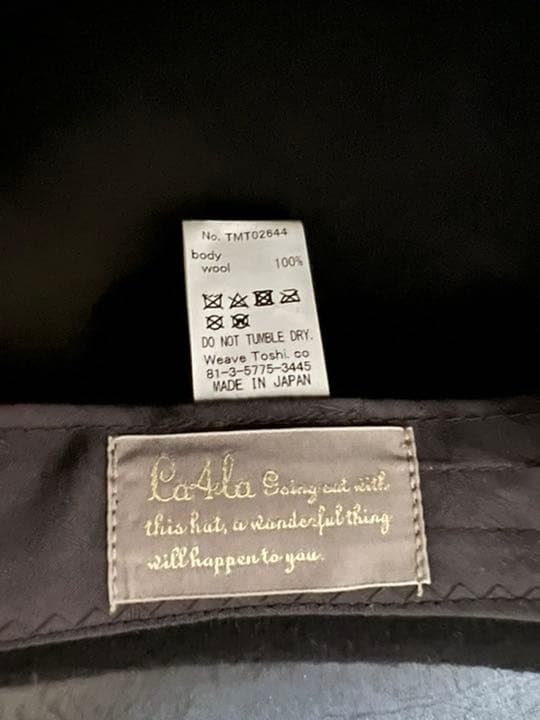 No. TMT02644
body
wool 100%
DO NOT TUMBLE DRY.
Weave Toshi. co
81-3-5775-3445
MADE IN JAPAN
Ca4la Going out with
this hat, a wonderful thing
will happen to you.